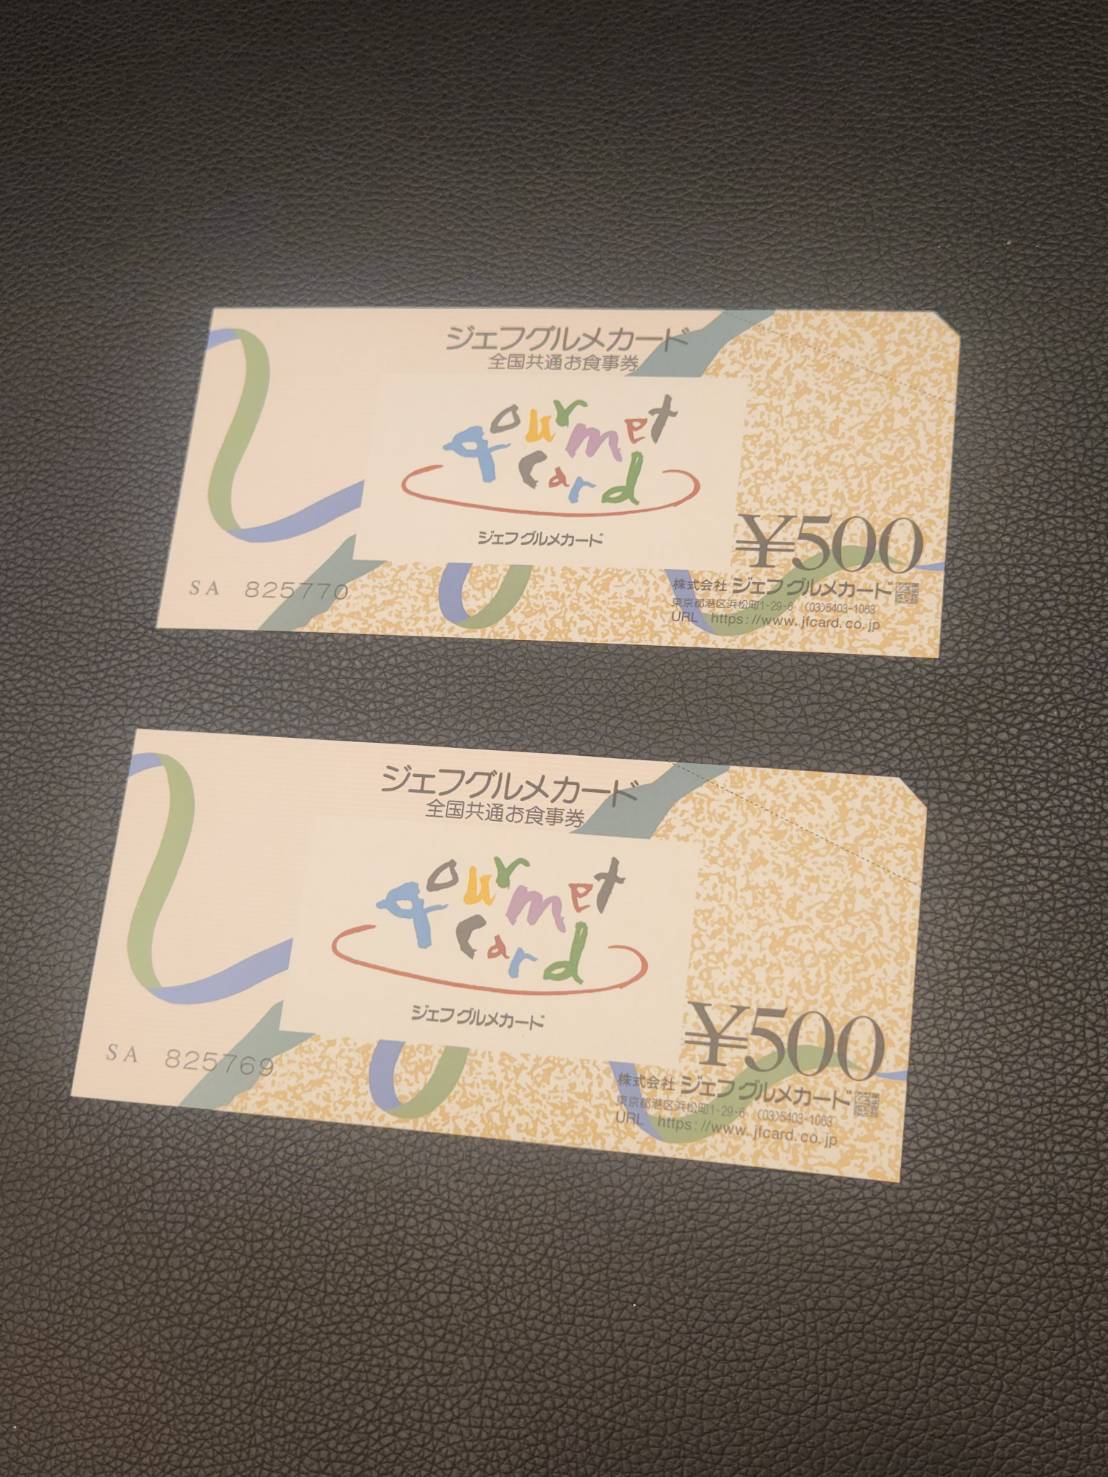 ジェフグルメカード
全国共通お食事券
gourmet
card
ジェフグルメカード
¥500
SA 825770
株式会社 ジェフグルメカード
東京都港区浜松町1-29-6 (03)5403-1063
URL https://www.jfcard.co.jp
ジェフグルメカード
全国共通お食事券
gourmet
card
ジェフグルメカード
¥500
SA 825769
株式会社 ジェフグルメカード
東京都港区浜松町1-29-6 (03)5403-1063
URL https://www.jfcard.co.jp